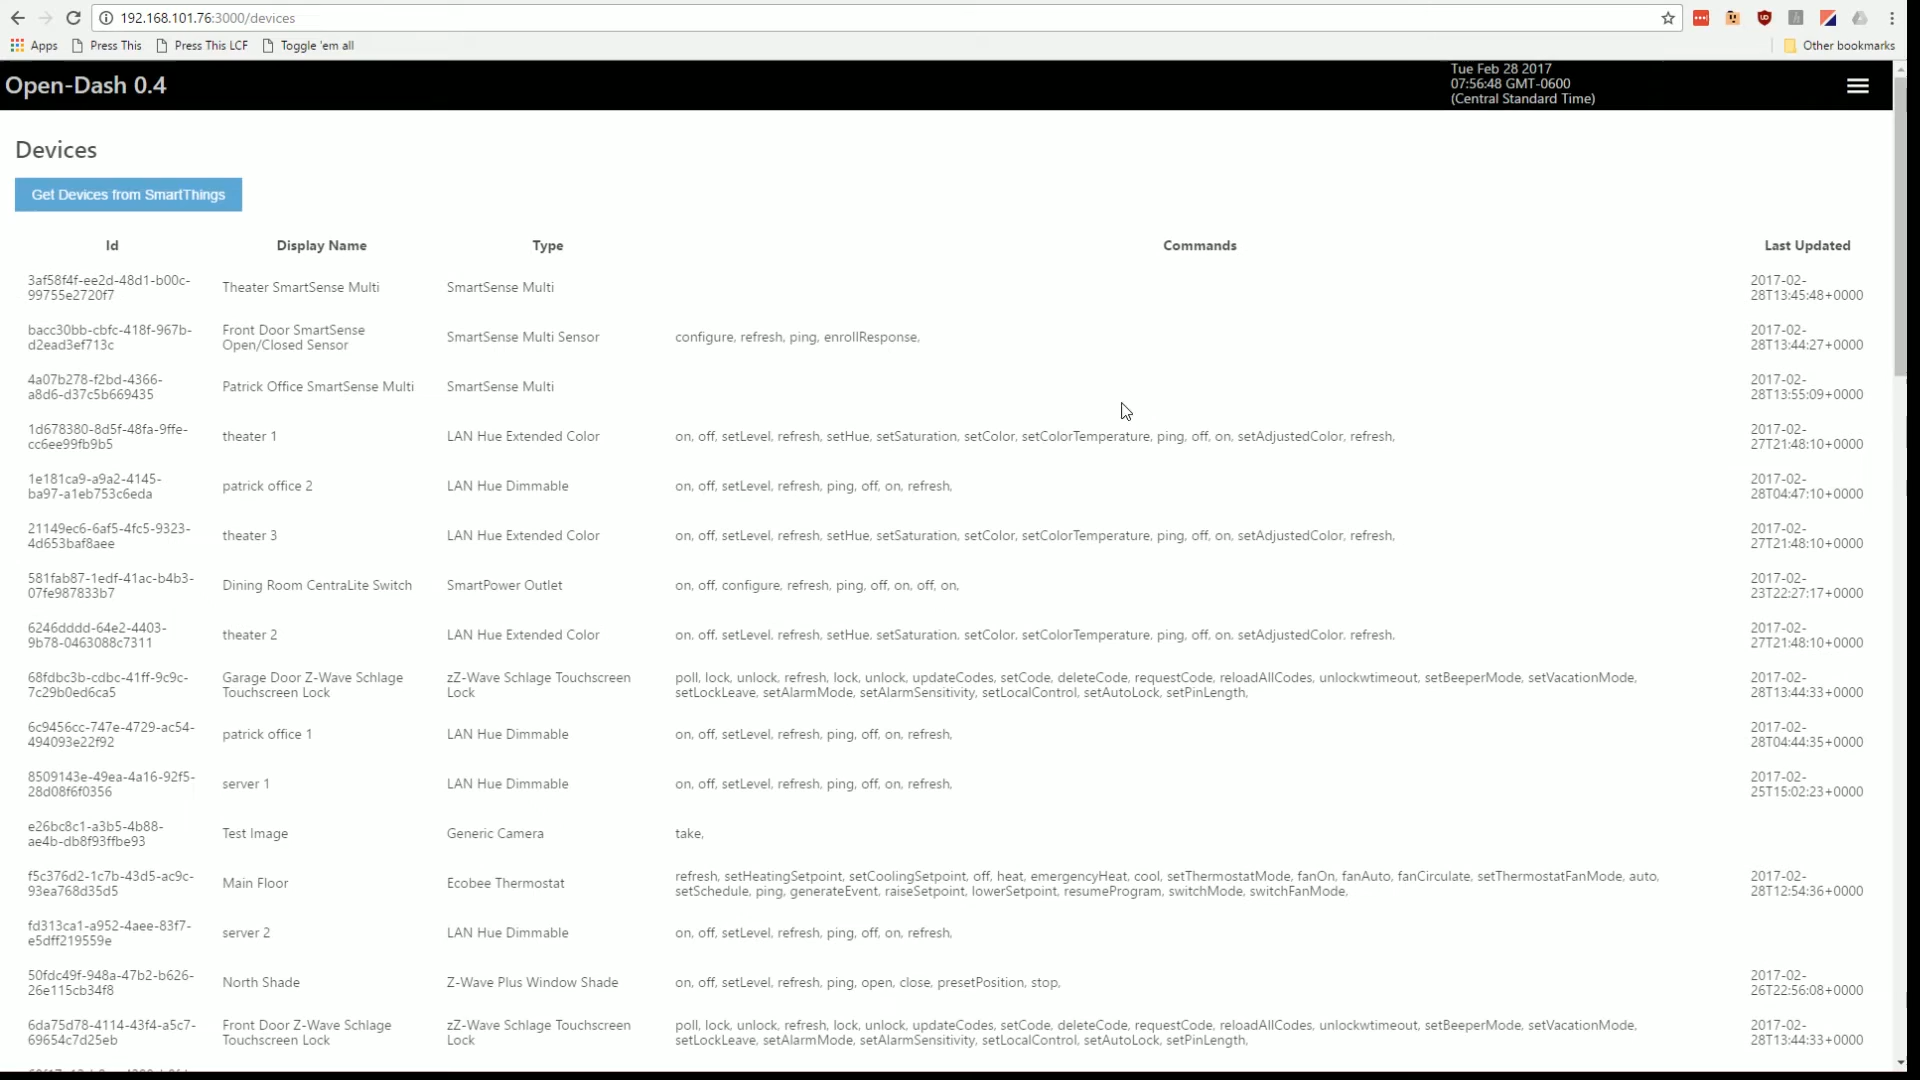 192.168.101.76:3000/devices
Apps Press This Press This LCF Toggle 'em all Other bookmarks
Open-Dash 0.4
Tue Feb 28 2017
07:56:48 GMT-0600
(Central Standard Time)
Devices
Get Devices from SmartThings
Id Display Name Type Commands Last Updated
3af58f4f-ee2d-48d1-b00c- Theater SmartSense Multi SmartSense Multi 2017-02-
99755e2720f7 28T13:45:48+0000
bacc30bb-cbfc-418f-967b- Front Door SmartSense SmartSense Multi Sensor configure, refresh, ping, enrollResponse, 2017-02-
d2ead3ef713c Open/Closed Sensor 28T13:44:27+0000
4a07b278-f2bd-4366- Patrick Office SmartSense Multi SmartSense Multi 2017-02-
a8d6-d37c5b669435 28T13:55:09+0000
1d678380-8d5f-48fa-9ffe- theater 1 LAN Hue Extended Color on, off, setLevel, refresh, setHue, setSaturation, setColor, setColorTemperature, ping, off, on, setAdjustedColor, refresh, 2017-02-
cc6ee99fb9b5 27T21:48:10+0000
1e181ca9-a9a2-4145- patrick office 2 LAN Hue Dimmable on, off, setLevel, refresh, ping, off, on, refresh, 2017-02-
ba97-a1eb753c6eda 28T04:47:10+0000
21149ec6-6af5-4fc5-9323- theater 3 LAN Hue Extended Color on, off, setLevel, refresh, setHue, setSaturation, setColor, setColorTemperature, ping, off, on, setAdjustedColor, refresh, 2017-02-
4d653baf8aee 27T21:48:10+0000
581fab87-1edf-41ac-b4b3- Dining Room CentraLite Switch SmartPower Outlet on, off, configure, refresh, ping, off, on, off, on, 2017-02-
07fe987833b7 23T22:27:17+0000
6246dddd-64e2-4403- theater 2 LAN Hue Extended Color on, off, setLevel, refresh, setHue, setSaturation, setColor, setColorTemperature, ping, off, on, setAdjustedColor, refresh, 2017-02-
9b78-0463088c7311 27T21:48:10+0000
68fdbc3b-cdbc-41ff-9c9c- Garage Door Z-Wave Schlage zZ-Wave Schlage Touchscreen poll, lock, unlock, refresh, lock, unlock, updateCodes, setCode, deleteCode, requestCode, reloadAllCodes, unlockwtimeout, setBeeperMode, setVacationMode, 2017-02-
7c29b0ed6ca5 Touchscreen Lock Lock setLockLeave, setAlarmMode, setAlarmSensitivity, setLocalControl, setAutoLock, setPinLength, 28T13:44:33+0000
6c9456cc-747e-4729-ac54- patrick office 1 LAN Hue Dimmable on, off, setLevel, refresh, ping, off, on, refresh, 2017-02-
494093e22f92 28T04:44:35+0000
8509143e-49ea-4a16-92f5- server 1 LAN Hue Dimmable on, off, setLevel, refresh, ping, off, on, refresh, 2017-02-
28d08f6f0356 25T15:02:23+0000
e26bc8c1-a3b5-4b88- Test Image Generic Camera take,
ae4b-db8f93ffbe93
f5c376d2-1c7b-43d5-ac9c- Main Floor Ecobee Thermostat refresh, setHeatingSetpoint, setCoolingSetpoint, off, heat, emergencyHeat, cool, setThermostatMode, fanOn, fanAuto, fanCirculate, setThermostatFanMode, auto, 2017-02-
93ea768d35d5 setSchedule, ping, generateEvent, raiseSetpoint, lowerSetpoint, resumeProgram, switchMode, switchFanMode, 28T12:54:36+0000
fd313ca1-a952-4aee-83f7- server 2 LAN Hue Dimmable on, off, setLevel, refresh, ping, off, on, refresh,
e5dff219559e
50fdc49f-948a-47b2-b626- North Shade Z-Wave Plus Window Shade on, off, setLevel, refresh, ping, open, close, presetPosition, stop, 2017-02-
26e115cb34f8 26T22:56:08+0000
6da75d78-4114-43f4-a5c7- Front Door Z-Wave Schlage zZ-Wave Schlage Touchscreen poll, lock, unlock, refresh, lock, unlock, updateCodes, setCode, deleteCode, requestCode, reloadAllCodes, unlockwtimeout, setBeeperMode, setVacationMode, 2017-02-
69654c7d25eb Touchscreen Lock Lock setLockLeave, setAlarmMode, setAlarmSensitivity, setLocalControl, setAutoLock, setPinLength, 28T13:44:33+0000